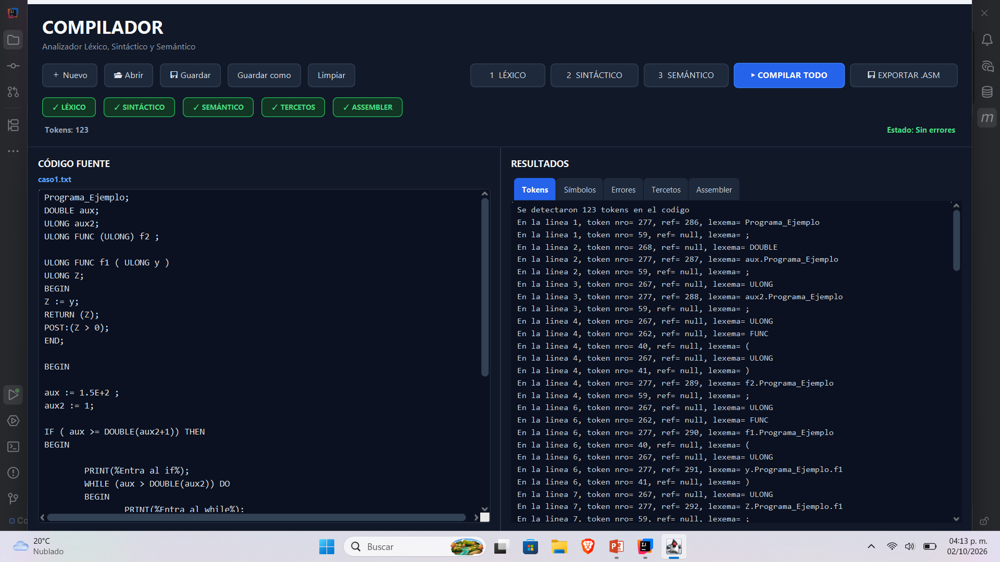 COMPILADOR
Analizador Léxico, Sintáctico y Semántico
+ Nuevo
Abrir
Guardar
Guardar como
Limpiar
1 LÉXICO
2 SINTÁCTICO
3 SEMÁNTICO
▸ COMPILAR TODO
EXPORTAR .ASM
✓ LÉXICO
✓ SINTÁCTICO
✓ SEMÁNTICO
✓ TERCETOS
✓ ASSEMBLER
Tokens: 123
Estado: Sin errores
CÓDIGO FUENTE
caso1.txt
Programa_Ejemplo;
DOUBLE aux;
ULONG aux2;
ULONG FUNC (ULONG) f2 ;
ULONG FUNC f1 ( ULONG y )
ULONG Z;
BEGIN
Z := y;
RETURN (Z);
POST:(Z > 0);
END;
BEGIN
aux := 1.5E+2 ;
aux2 := 1;
IF ( aux >= DOUBLE(aux2+1)) THEN
BEGIN
PRINT(%Entra al if%);
WHILE (aux > DOUBLE(aux2)) DO
BEGIN
PRINT(%Entra al while%);
RESULTADOS
Tokens
Símbolos
Errores
Tercetos
Assembler
Se detectaron 123 tokens en el codigo
En la linea 1, token nro= 277, ref= 286, lexema= Programa_Ejemplo
En la linea 1, token nro= 59, ref= null, lexema= ;
En la linea 2, token nro= 268, ref= null, lexema= DOUBLE
En la linea 2, token nro= 277, ref= 287, lexema= aux.Programa_Ejemplo
En la linea 2, token nro= 59, ref= null, lexema= ;
En la linea 3, token nro= 267, ref= null, lexema= ULONG
En la linea 3, token nro= 277, ref= 288, lexema= aux2.Programa_Ejemplo
En la linea 3, token nro= 59, ref= null, lexema= ;
En la linea 4, token nro= 267, ref= null, lexema= ULONG
En la linea 4, token nro= 262, ref= null, lexema= FUNC
En la linea 4, token nro= 40, ref= null, lexema= (
En la linea 4, token nro= 267, ref= null, lexema= ULONG
En la linea 4, token nro= 41, ref= null, lexema= )
En la linea 4, token nro= 277, ref= 289, lexema= f2.Programa_Ejemplo
En la linea 4, token nro= 59, ref= null, lexema= ;
En la linea 6, token nro= 267, ref= null, lexema= ULONG
En la linea 6, token nro= 262, ref= null, lexema= FUNC
En la linea 6, token nro= 277, ref= 290, lexema= f1.Programa_Ejemplo
En la linea 6, token nro= 40, ref= null, lexema= (
En la linea 6, token nro= 267, ref= null, lexema= ULONG
En la linea 6, token nro= 277, ref= 291, lexema= y.Programa_Ejemplo.f1
En la linea 6, token nro= 41, ref= null, lexema= )
En la linea 7, token nro= 267, ref= null, lexema= ULONG
En la linea 7, token nro= 277, ref= 292, lexema= Z.Programa_Ejemplo.f1
En la linea 7, token nro= 59, ref= null, lexema= ;
m
Co
20°C
Nublado
Buscar
04:13 p. m.
02/10/2026